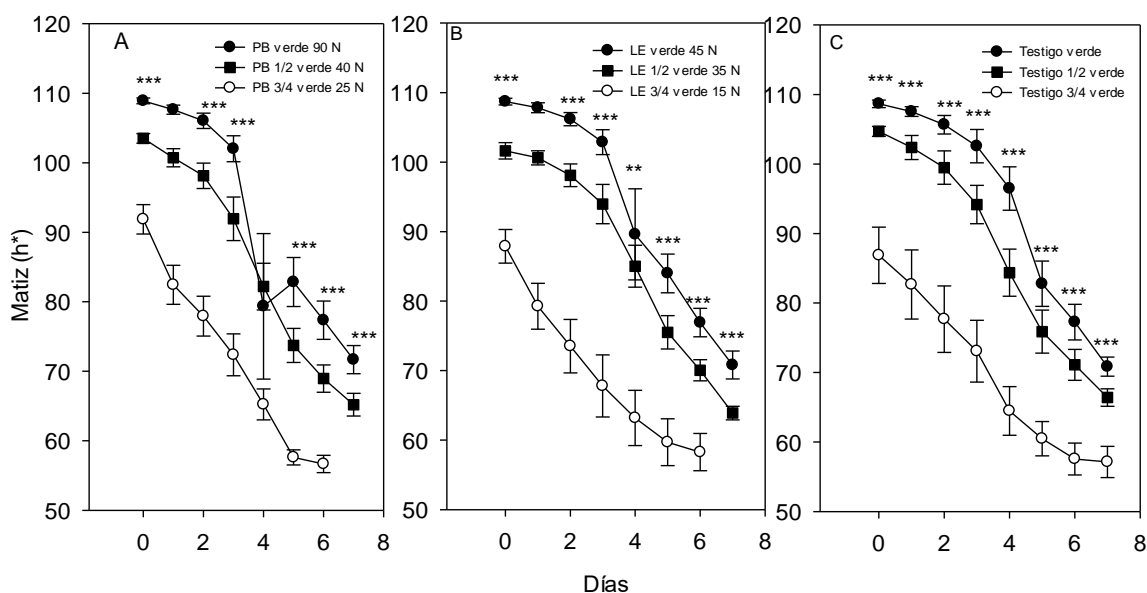 Matiz (h*)
120
110
100
90
80
70
60
50
A
PB verde 90 N
PB 1/2 verde 40 N
PB 3/4 verde 25 N
***
***
***
***
***
***
0 2 4 6 8
120
110
100
90
80
70
60
50
B
LE verde 45 N
LE 1/2 verde 35 N
LE 3/4 verde 15 N
***
***
***
**
***
***
***
0 2 4 6 8
120
110
100
90
80
70
60
50
C
Testigo verde
Testigo 1/2 verde
Testigo 3/4 verde
***
***
***
***
***
***
***
***
0 2 4 6 8
Días